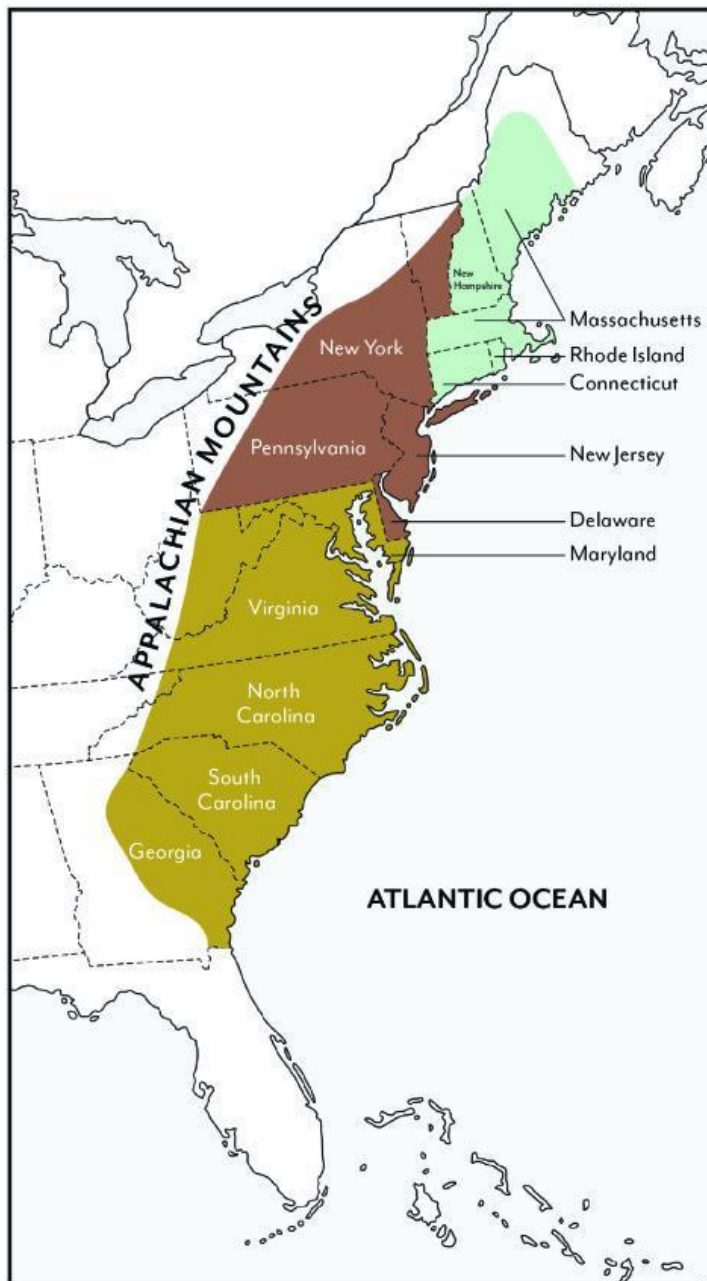 New
Hampshire
Massachusetts
Rhode Island
Connecticut
New York
APPALACHIAN MOUNTAINS
Pennsylvania
New Jersey
Delaware
Maryland
Virginia
North
Carolina
South
Carolina
Georgia
ATLANTIC OCEAN